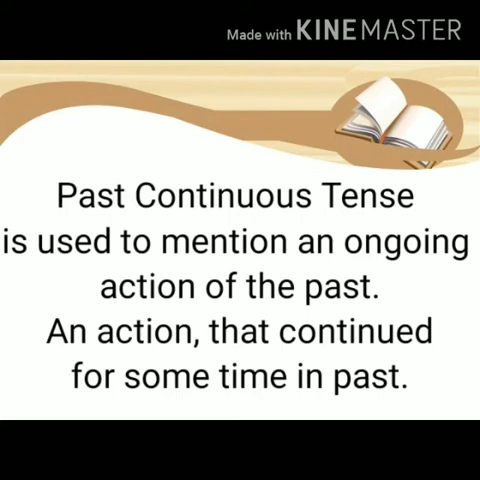 Made with KINEMASTER
Past Continuous Tense
is used to mention an ongoing
action of the past.
An action, that continued
for some time in past.